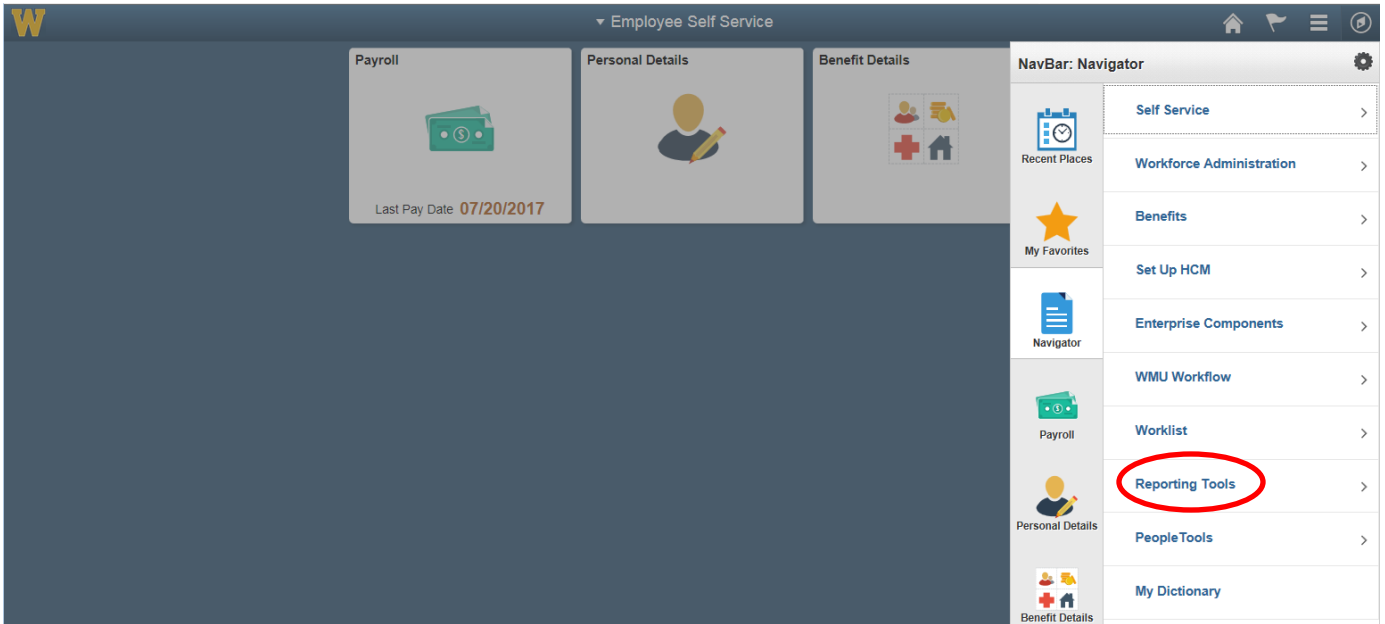 W
Employee Self Service
Payroll
Personal Details
Benefit Details
Last Pay Date 07/20/2017
NavBar: Navigator
Recent Places
My Favorites
Navigator
Payroll
Personal Details
Benefit Details
Self Service
Workforce Administration
Benefits
Set Up HCM
Enterprise Components
WMU Workflow
Worklist
Reporting Tools
PeopleTools
My Dictionary